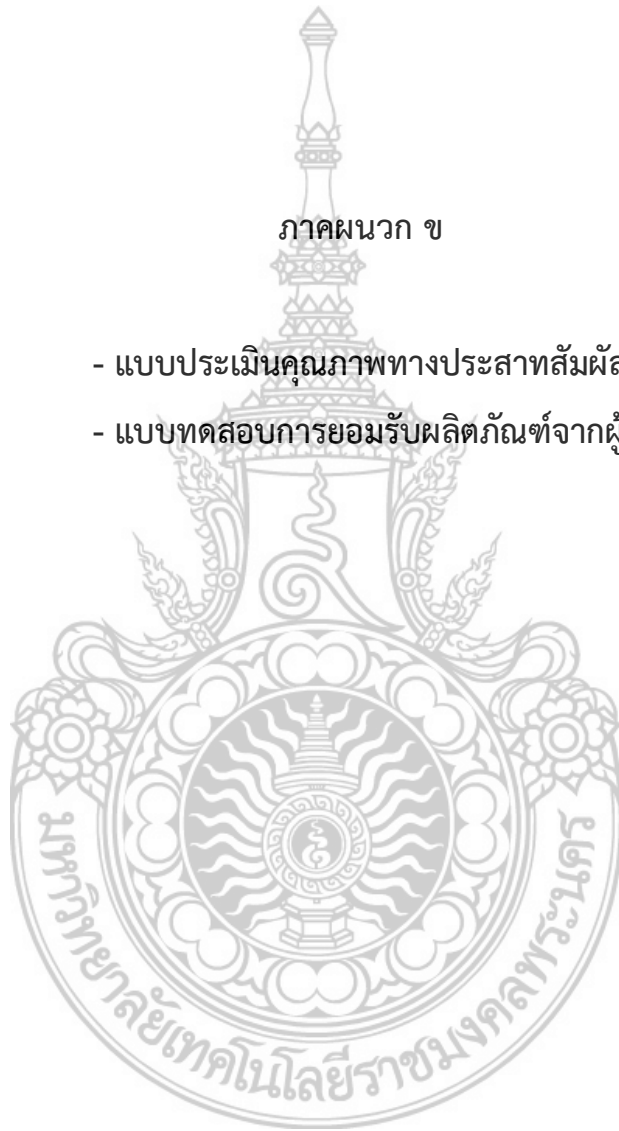 ภาคผนวก ข
- แบบประเมินคุณภาพทางประสาทสัมผัส
- แบบทดสอบการยอมรับผลิตภัณฑ์จากผู้
มหาวิทยาลัยเทคโนโลยีราชมงคลพระนคร